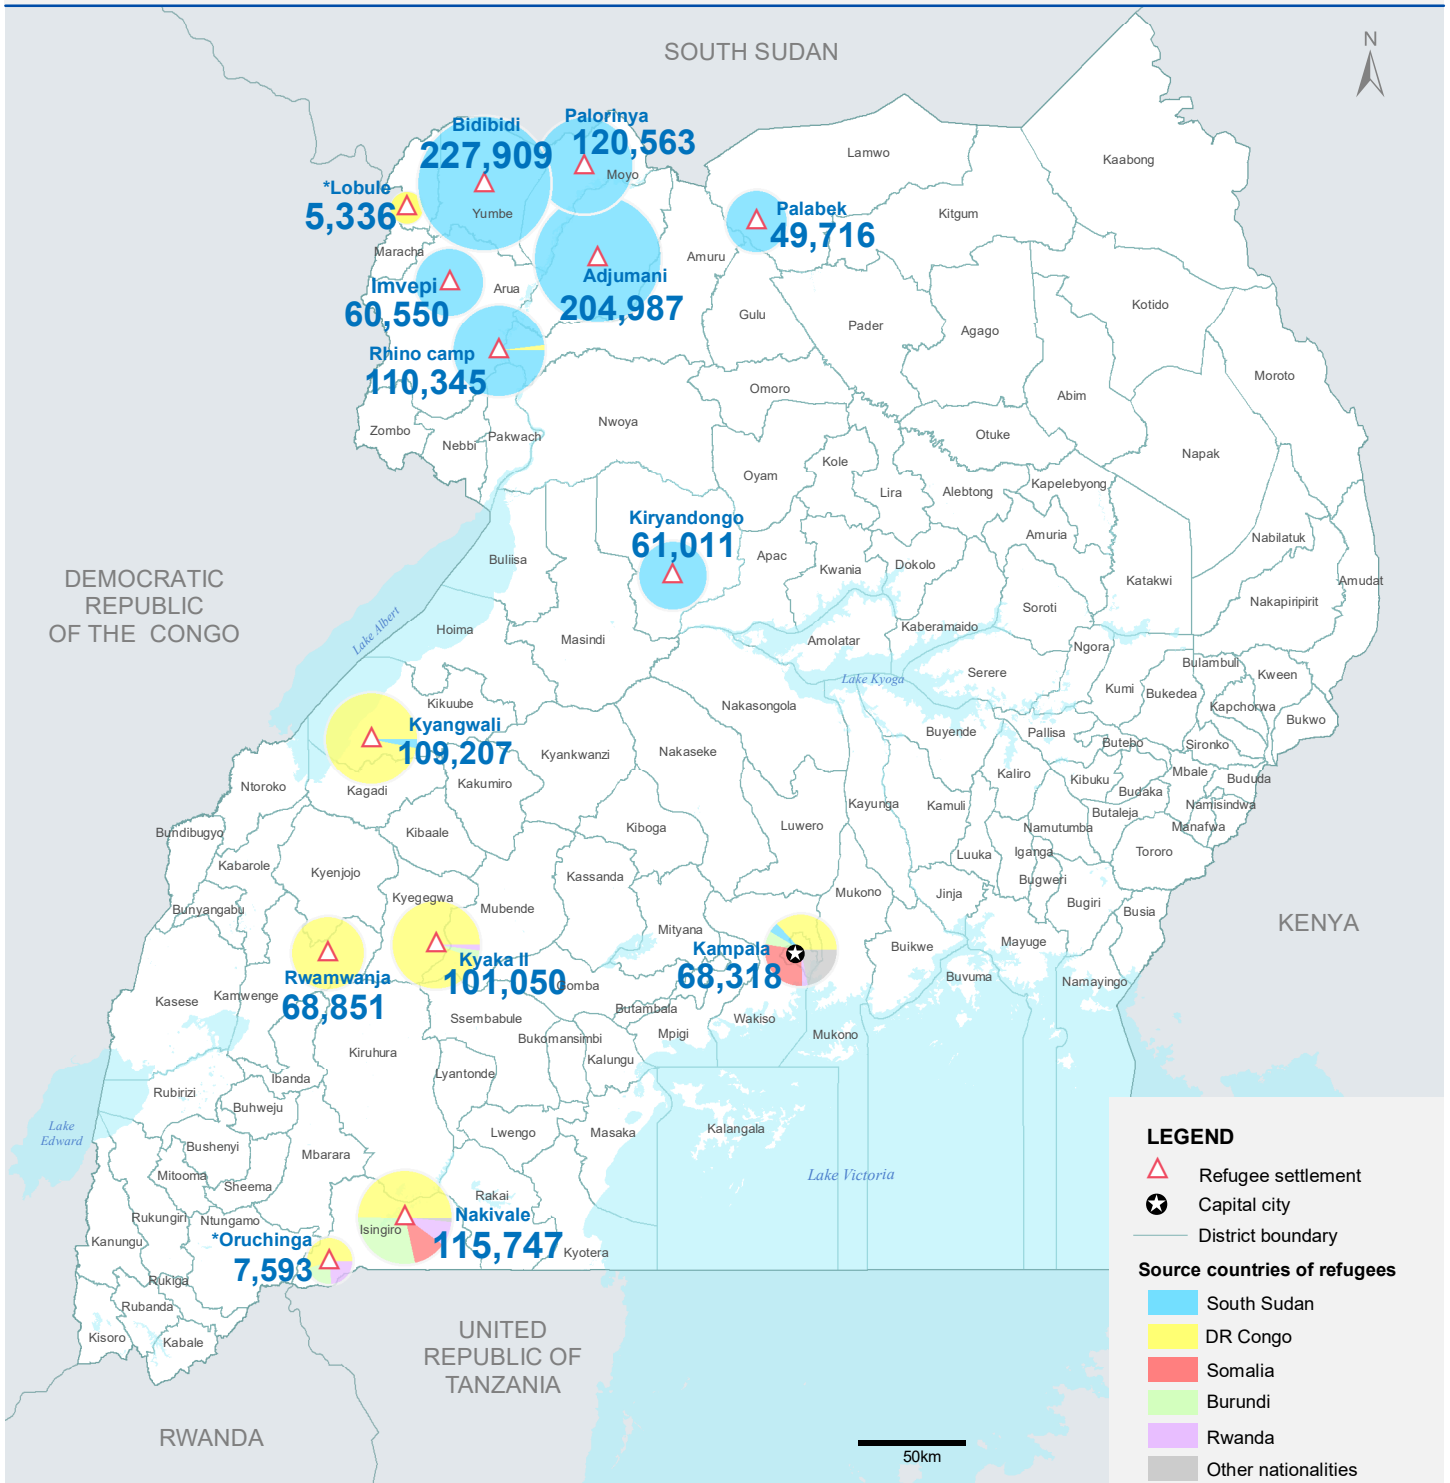 SOUTH SUDAN
N
Bidibidi
227,909
Palorinya
120,563
Moyo
*Lobule
5,336
Yumbe
Maracha
Lamwo
Kaabong
Palabek
49,716
Kitgum
Amuru
Adjumani
204,987
Imvepi
60,550
Arua
Rhino camp
110,345
Gulu
Pader
Agago
Kotido
Moroto
Omoro
Abim
Zombo
Nebbi
Pakwach
Nwoya
Otuke
Napak
Oyam
Kole
Lira
Alebtong
Kapelebyong
Kiryandongo
61,011
Apac
Kwania
Dokolo
Amuria
Nabilatuk
Katakwi
Amudat
Nakapiripirit
Buliisa
DEMOCRATIC
REPUBLIC
OF THE CONGO
Lake Albert
Hoima
Masindi
Soroti
Kaberamaido
Amolatar
Ngora
Lake Kyoga
Serere
Kumi
Bukedea
Bulambuli
Kween
Kapchorwa
Bukwo
Kikuube
Kyangwali
109,207
Kagadi
Kakumiro
Kyankwanzi
Nakaseke
Nakasongola
Buyende
Pallisa
Butebo
Sironko
Kaliro
Kibuku
Mbale
Bududa
Budaka
Namisindwa
Butaleja
Manafwa
Ntoroko
Kayunga
Kamuli
Namutumba
Tororo
Bundibugyo
Kibaale
Kiboga
Luwero
Luuka
Iganga
Kabarole
Kyenjojo
Kassanda
Bugweri
Bunyangabu
Kyegegwa
Mubende
Mukono
Jinja
Bugiri
Busia
KENYA
Mityana
Kampala
68,318
Buikwe
Mayuge
Buvuma
Namayingo
Rwamwanja
68,851
Kyaka II
101,050
Gomba
Kasese
Kamwenge
Ssembabule
Butambala
Wakiso
Mpigi
Mukono
Bukomansimbi
Kiruhura
Kalungu
Lyantonde
Ibanda
Rubirizi
Buhweju
Lake
Edward
Bushenyi
Mbarara
Lwengo
Masaka
Kalangala
Mitooma
Sheema
Lake Victoria
Rakai
Rukungiri
Ntungamo
Isingiro
Nakivale
115,747
Kanungu
*Oruchinga
7,593
Kyotera
Rukiga
Rubanda
Kisoro
Kabale
UNITED
REPUBLIC OF
TANZANIA
RWANDA
50km
LEGEND
Refugee settlement
Capital city
District boundary
Source countries of refugees
South Sudan
DR Congo
Somalia
Burundi
Rwanda
Other nationalities